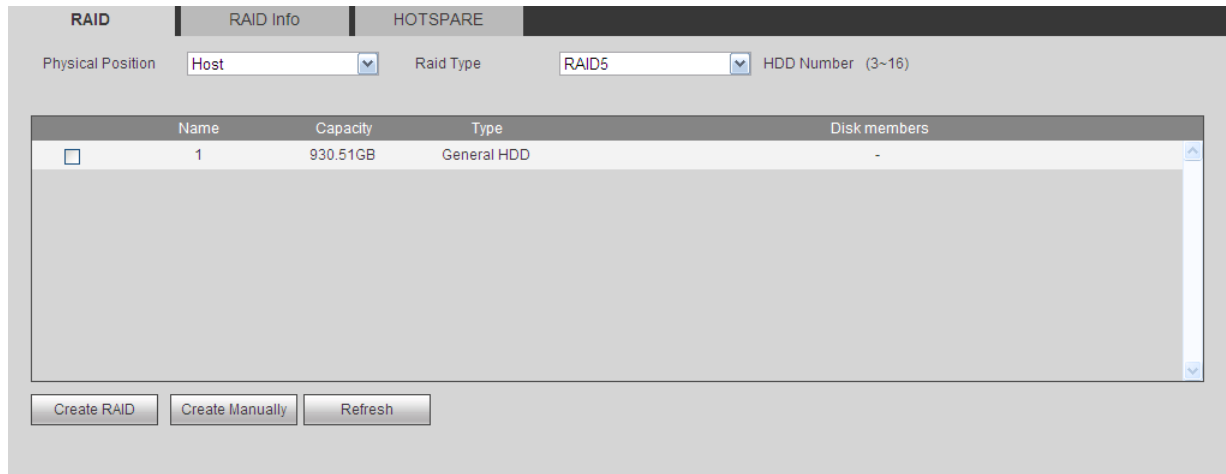 RAID RAID Info HOTSPARE
Physical Position Host Raid Type RAID5 HDD Number (3~16)
Name Capacity Type Disk members
1 930.51GB General HDD -
Create RAID Create Manually Refresh